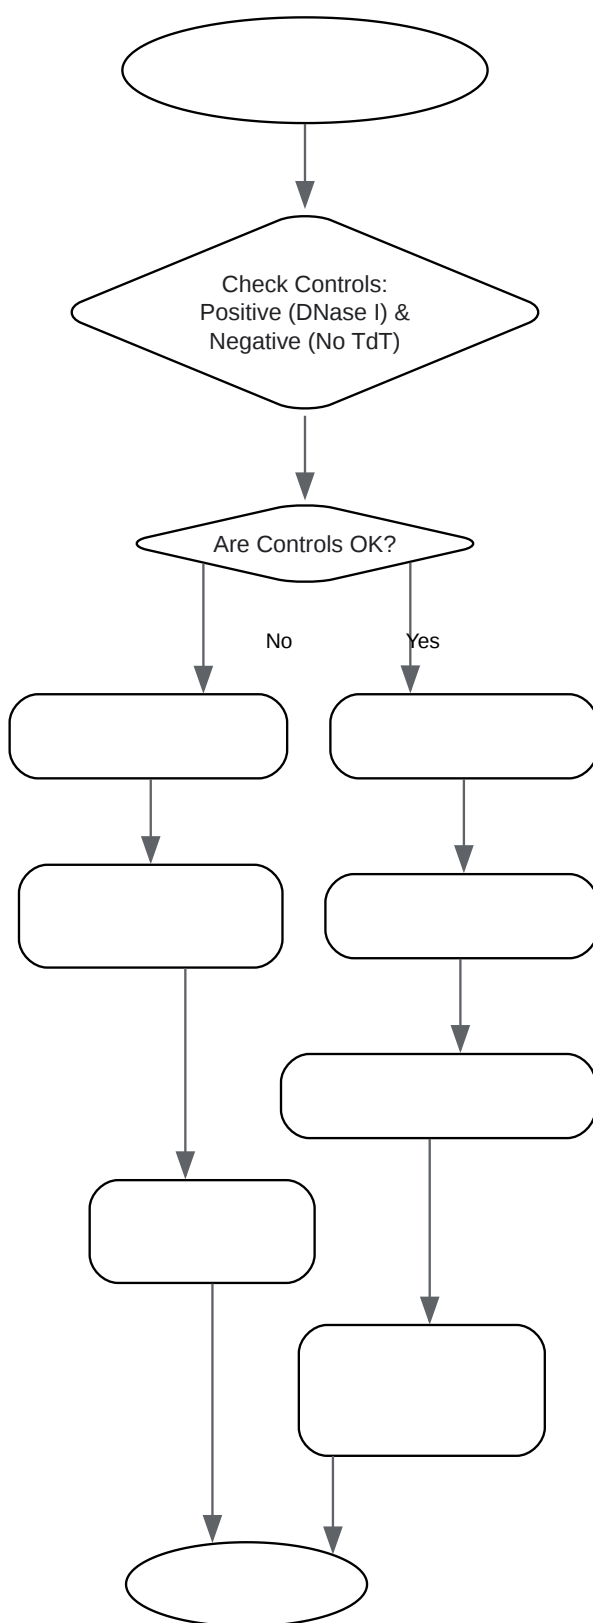 Check Controls:
Positive (DNase I) &
Negative (No TdT)
Are Controls OK?
No
Yes